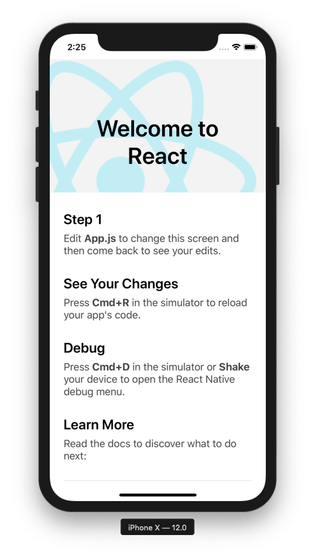 2:25
Welcome to
React
Step 1
Edit App.js to change this screen and
then come back to see your edits.
See Your Changes
Press Cmd+R in the simulator to reload
your app's code.
Debug
Press Cmd+D in the simulator or Shake
your device to open the React Native
debug menu.
Learn More
Read the docs to discover what to do
next:
iPhone X — 12.0